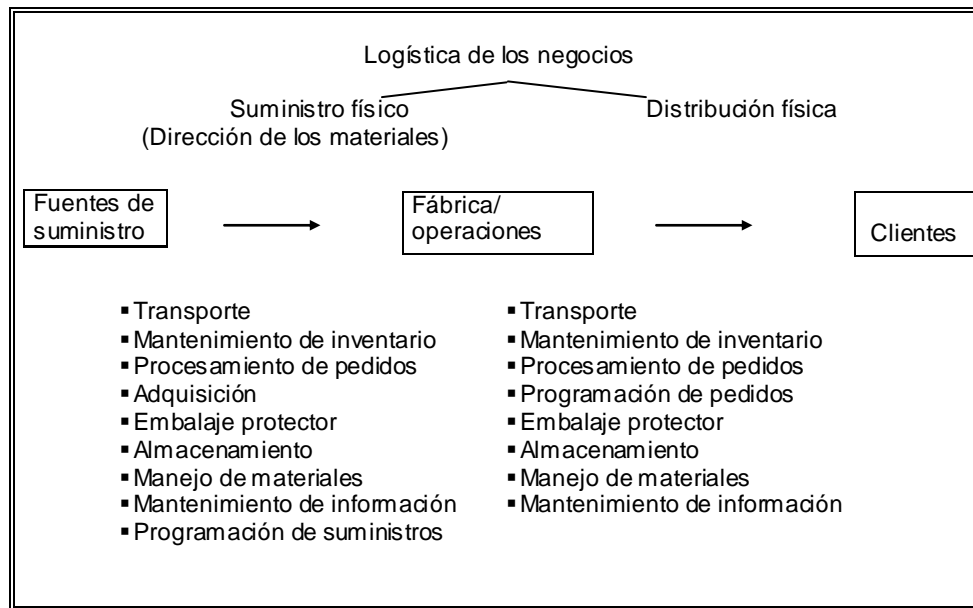 Logística de los negocios
Suministro físico
(Dirección de los materiales)
Distribución física
Fuentes de
suministro
Fábrica/
operaciones
Clientes
▪ Transporte
▪ Mantenimiento de inventario
▪ Procesamiento de pedidos
▪ Adquisición
▪ Embalaje protector
▪ Almacenamiento
▪ Manejo de materiales
▪ Mantenimiento de información
▪ Programación de suministros
▪ Transporte
▪ Mantenimiento de inventario
▪ Procesamiento de pedidos
▪ Programación de pedidos
▪ Embalaje protector
▪ Almacenamiento
▪ Manejo de materiales
▪ Mantenimiento de información